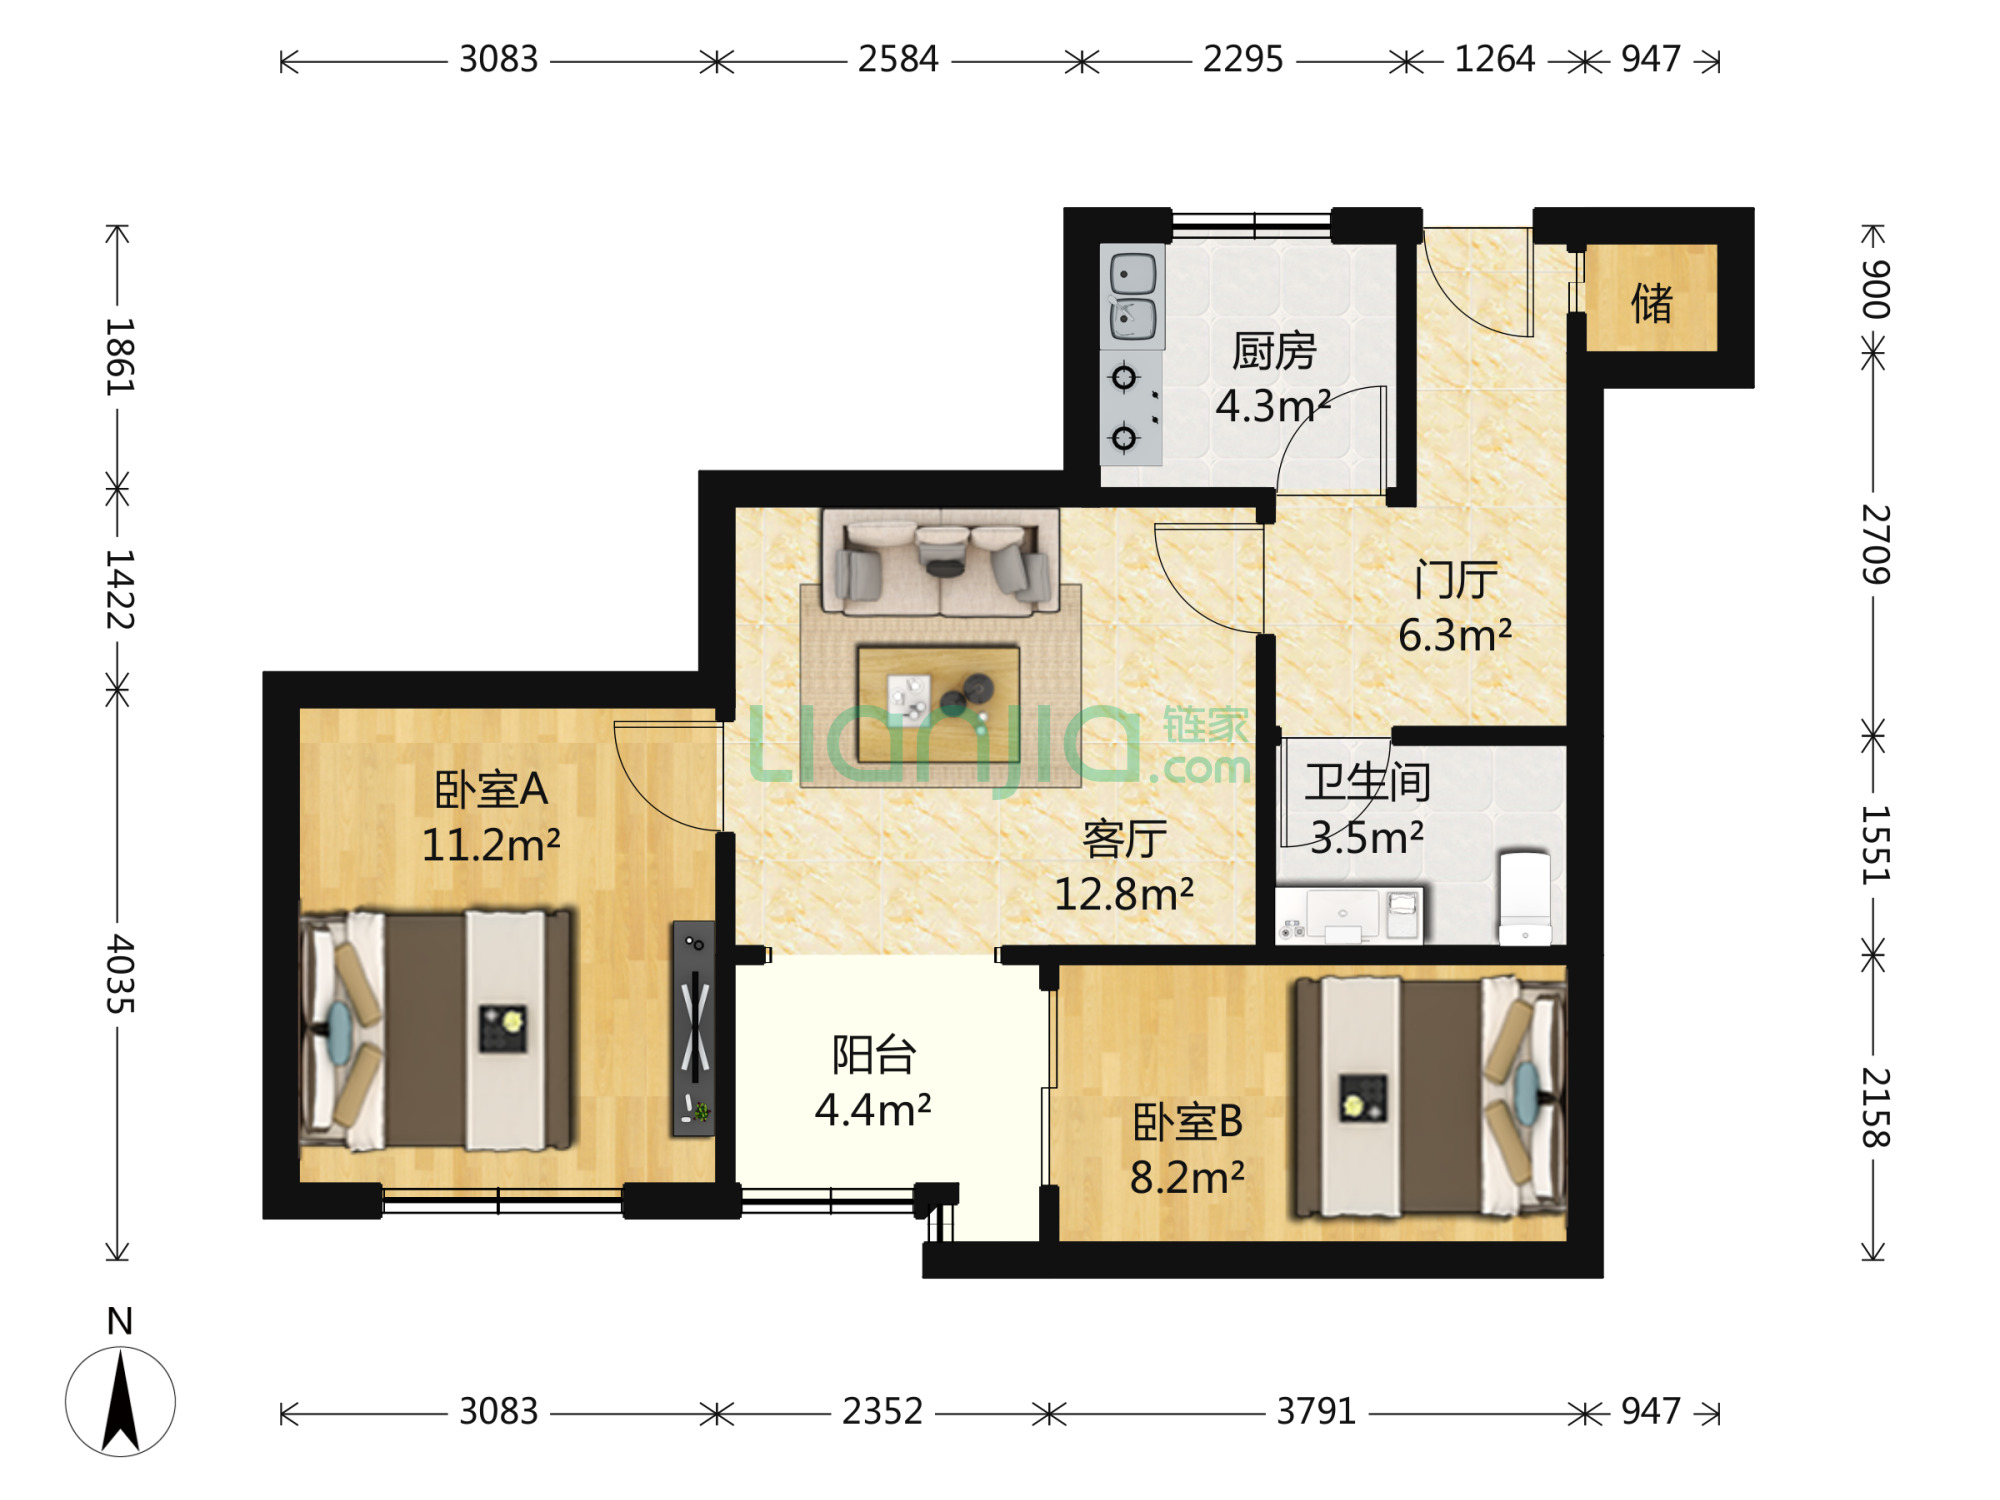 3083 2584 2295 1264 947
储
900
厨房
4.3m²
1861
门厅
6.3m²
2709
1422
LIANJIA 链家
.com
卧室A
11.2m²
卫生间
3.5m²
客厅
12.8m²
1551
4035
阳台
4.4m²
卧室B
8.2m²
2158
N
3083 2352 3791 947